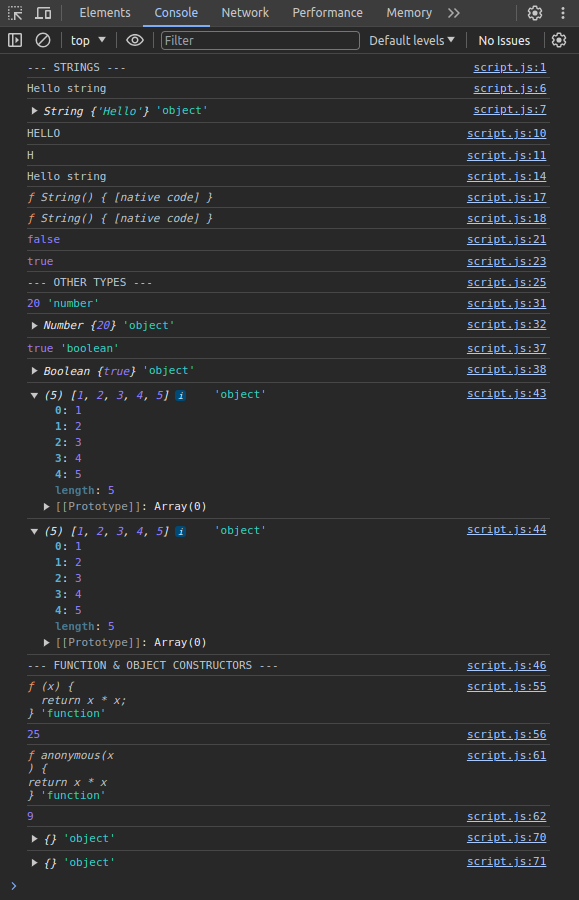 Elements Console Network Performance Memory
top Filter Default levels No Issues
--- STRINGS --- script.js:1
Hello string script.js:6
String {'Hello'} 'object' script.js:7
HELLO script.js:10
H script.js:11
Hello string script.js:14
ƒ String() { [native code] } script.js:17
ƒ String() { [native code] } script.js:18
false script.js:21
true script.js:23
--- OTHER TYPES --- script.js:25
20 'number' script.js:31
Number {20} 'object' script.js:32
true 'boolean' script.js:37
Boolean {true} 'object' script.js:38
(5) [1, 2, 3, 4, 5] i 'object' script.js:43
0: 1
1: 2
2: 3
3: 4
4: 5
length: 5
[[Prototype]]: Array(0)
(5) [1, 2, 3, 4, 5] i 'object' script.js:44
0: 1
1: 2
2: 3
3: 4
4: 5
length: 5
[[Prototype]]: Array(0)
--- FUNCTION & OBJECT CONSTRUCTORS --- script.js:46
ƒ (x) { script.js:55
return x * x;
} 'function'
25 script.js:56
ƒ anonymous(x script.js:61
) {
return x * x
} 'function'
9 script.js:62
{} 'object' script.js:70
{} 'object' script.js:71